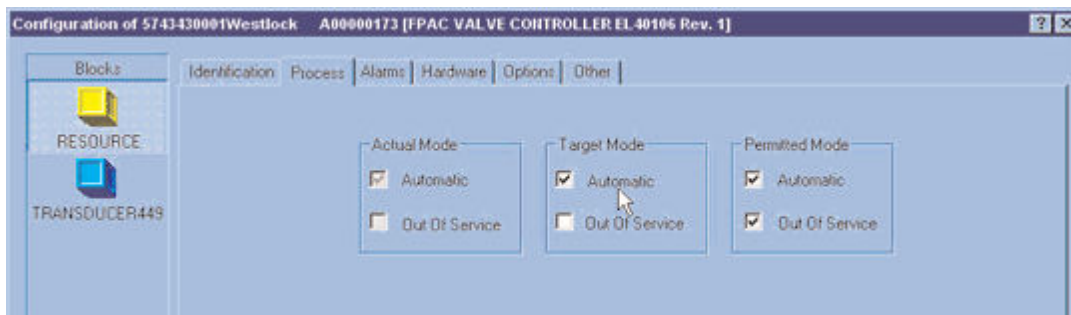 Configuration of 5743430001Westlock A00000173 [FPAC VALVE CONTROLLER EL40106 Rev. 1]
Blocks
Identification Process Alarms Hardware Options Other
RESOURCE
TRANSDUCER449
Actual Mode Target Mode Permitted Mode
Automatic Automatic Automatic
Out Of Service Out Of Service Out Of Service